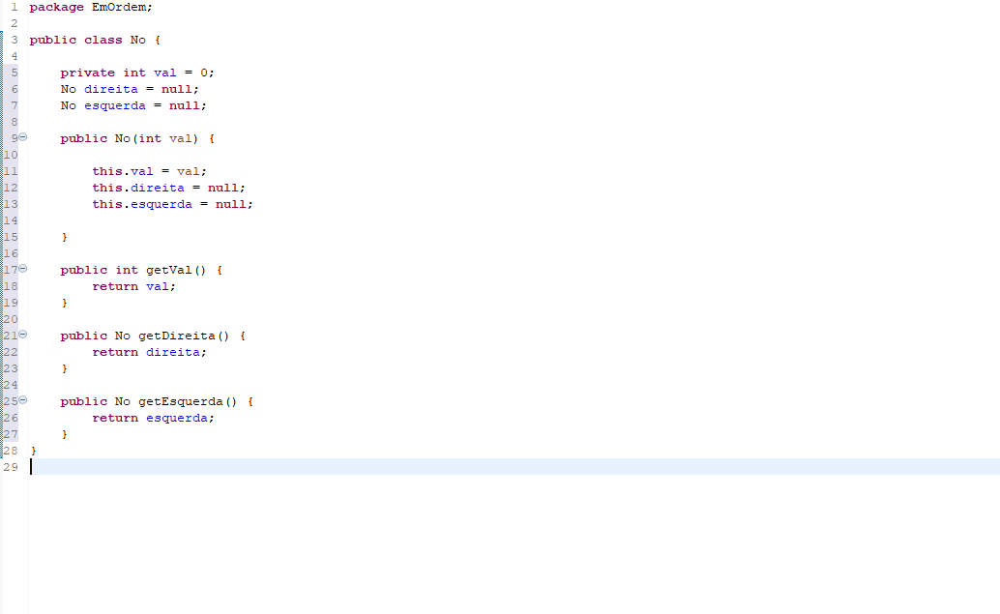 1 package EmOrdem;
2
3 public class No {
4
5     private int val = 0;
6     No direita = null;
7     No esquerda = null;
8
9     public No(int val) {
10
11         this.val = val;
12         this.direita = null;
13         this.esquerda = null;
14
15     }
16
17     public int getVal() {
18         return val;
19     }
20
21     public No getDireita() {
22         return direita;
23     }
24
25     public No getEsquerda() {
26         return esquerda;
27     }
28 }
29